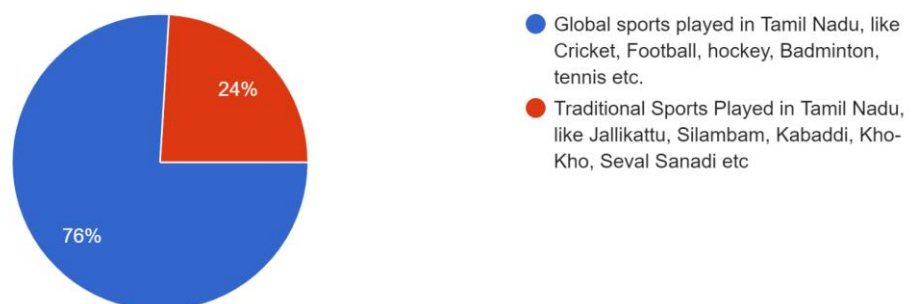 24%
76%
Global sports played in Tamil Nadu, like
Cricket, Football, hockey, Badminton,
tennis etc.
Traditional Sports Played in Tamil Nadu,
like Jallikattu, Silambam, Kabaddi, Kho-
Kho, Seval Sanadi etc